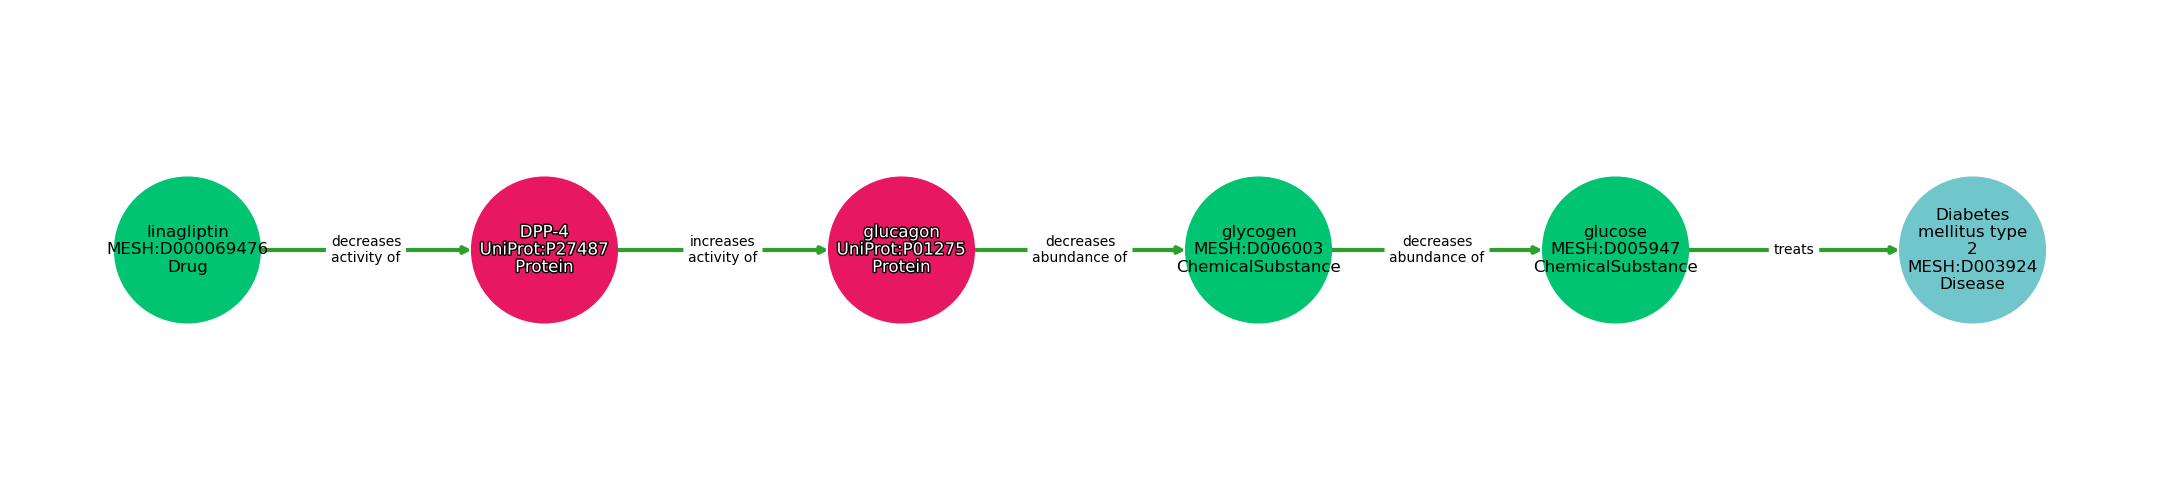 linagliptin
MESH:D000069476
Drug
decreases
activity of
DPP-4
UniProt:P27487
Protein
increases
activity of
glucagon
UniProt:P01275
Protein
decreases
abundance of
glycogen
MESH:D006003
ChemicalSubstance
decreases
abundance of
glucose
MESH:D005947
ChemicalSubstance
treats
Diabetes
mellitus type
2
MESH:D003924
Disease